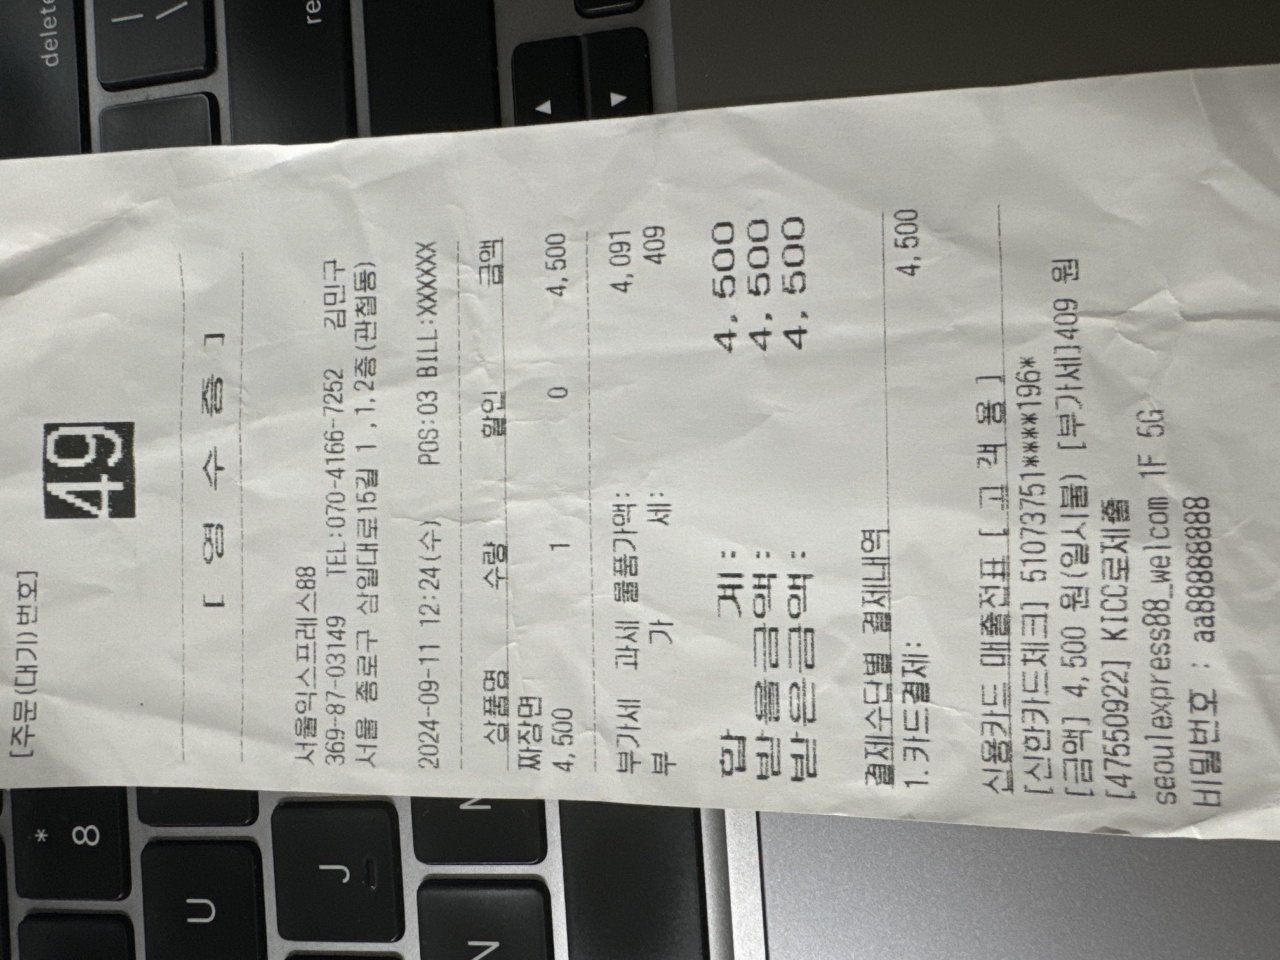 [주문(대기)번호]
49
[ 영 수 증 ]
서울익스프레스88
369-87-03149 TEL:070-4166-7252 김민구
서울 종로구 삼일대로15길 1 ,1,2층(관철동)
2024-09-11 12:24(수) POS:03 BILL:XXXXXX
상품명 수량 할인 금액
짜장면
4,500 1 0 4,500
부가세 과세 물품가액: 4,091
부 가 세: 409
합 계: 4,500
받을금액: 4,500
받은금액: 4,500
결제수단별 결제내역
1.카드결제: 4,500
신용카드 매출전표 [ 고 객 용 ]
[신한카드체크] 51073751****196*
[금액] 4,500 원(일시불) [부가세]409 원
[47550922] KICC로제출
seoulexpress88_welcom 1F 5G
비밀번호 : aa88888888
delete
re
▲
▼
*
8
U
J
N